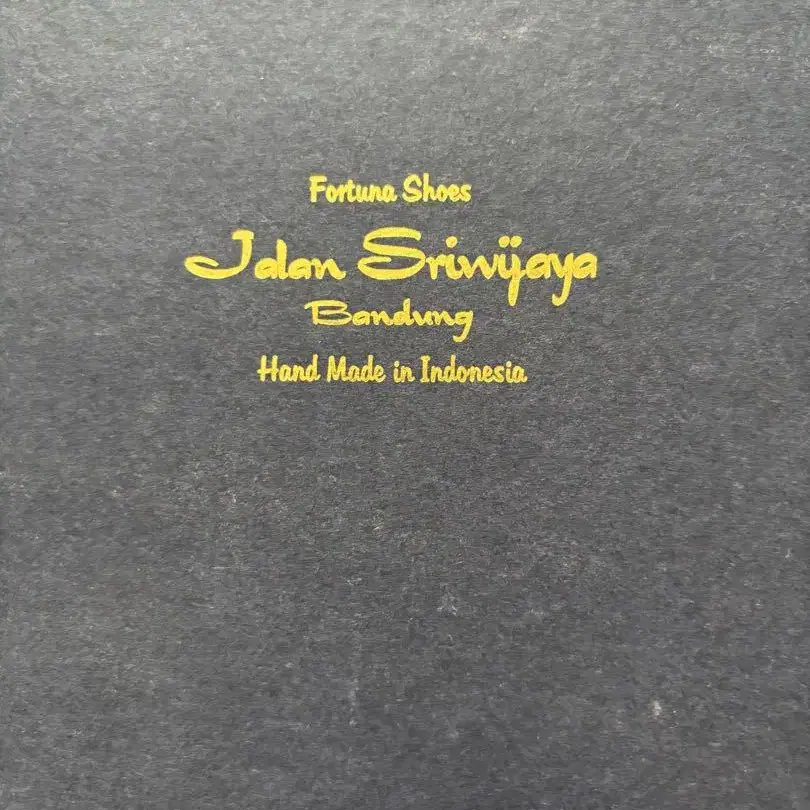 Fortuna Shoes
Jalan Sriwijaya
Bandung
Hand Made in Indonesia